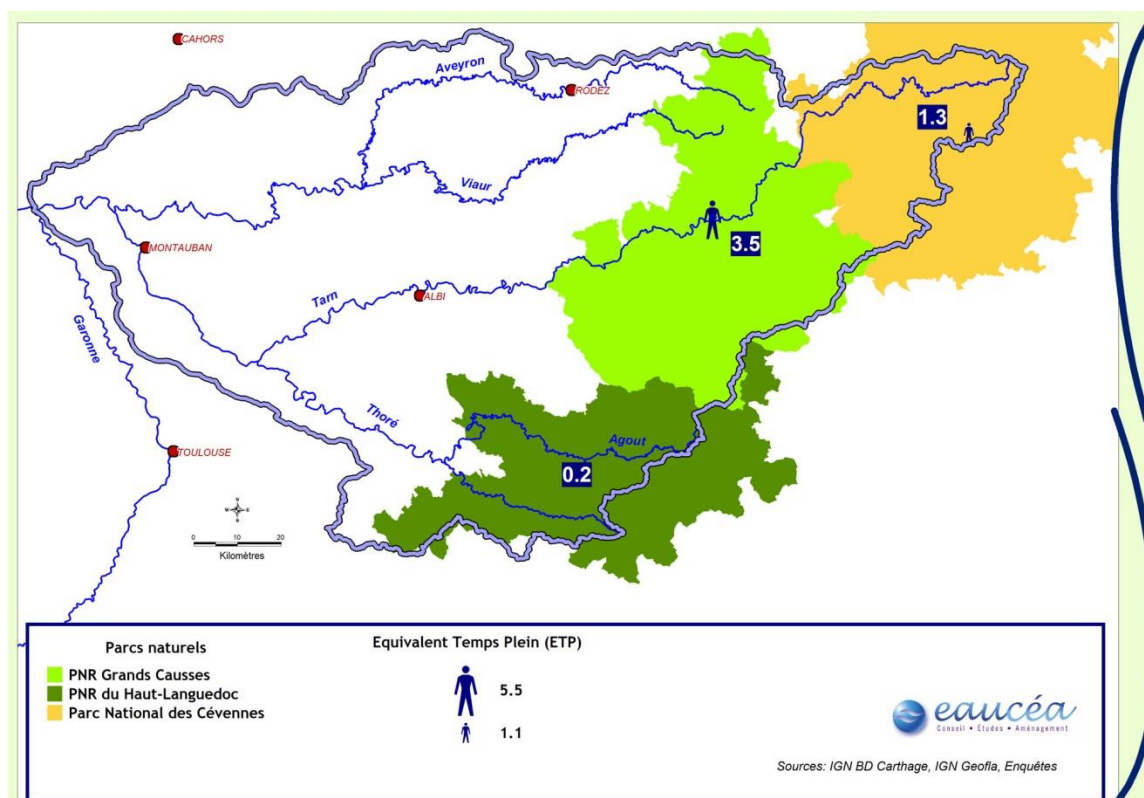 CAHORS
Aveyron
RODEZ
1.3
Viaur
3.5
MONTAUBAN
Tarn
ALBI
Garonne
Thoré
Agout
TOULOUSE
0.2
N
W E
S
0 10 20
Kilomètres
Parcs naturels
PNR Grands Causses
PNR du Haut-Languedoc
Parc National des Cévennes
Equivalent Temps Plein (ETP)
5.5
1.1
eaucéa
Conseil • Études • Aménagement
Sources: IGN BD Carthage, IGN Geofla, Enquêtes